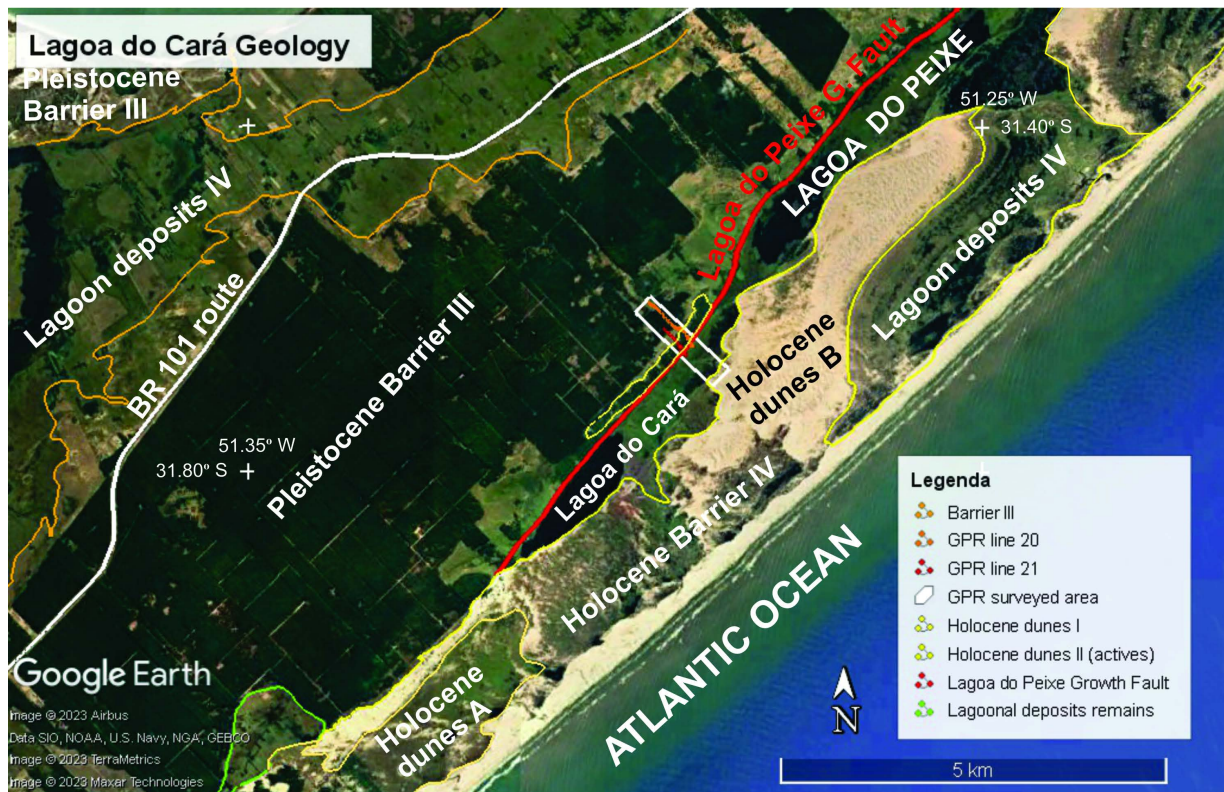 Lagoa do Cará Geology
Pleistocene
Barrier III
Lagoon deposits IV
BR 101 route
Pleistocene Barrier III
51.35º W
31.80º S
Lagoa do Peixe G. Fault
LAGOA DO PEIXE
51.25º W
31.40º S
Lagoon deposits IV
Holocene
dunes B
Lagoa do Cará
Holocene Barrier IV
Holocene
dunes A
ATLANTIC OCEAN
Legenda
Barrier III
GPR line 20
GPR line 21
GPR surveyed area
Holocene dunes I
Holocene dunes II (actives)
Lagoa do Peixe Growth Fault
Lagoonal deposits remains
N
5 km
Google Earth
Image © 2023 Airbus
Data SIO, NOAA, U.S. Navy, NGA, GEBCO
Image © 2023 TerraMetrics
Image © 2023 Maxar Technologies